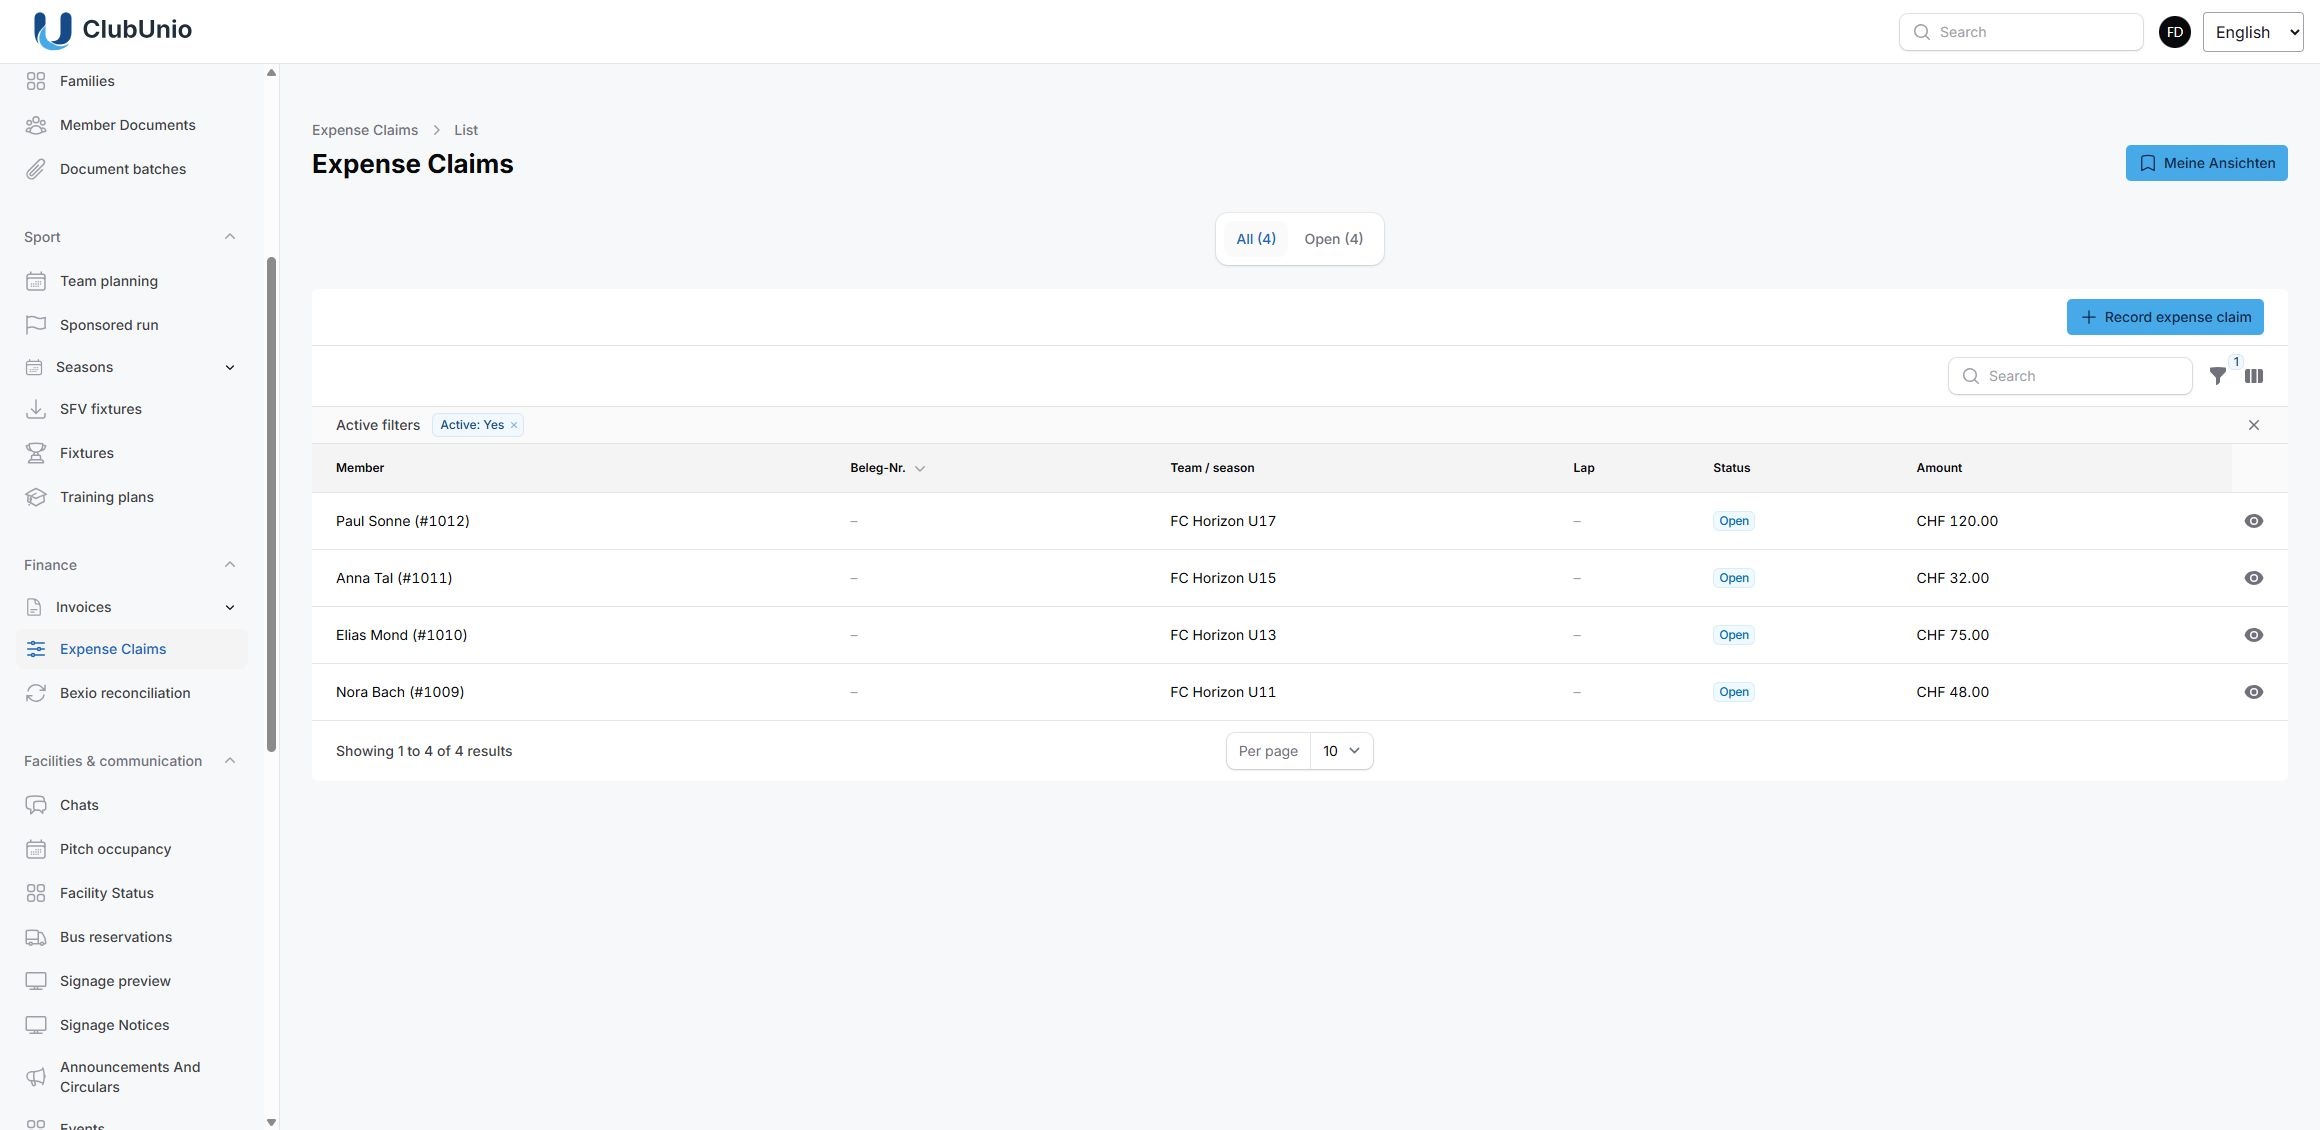 ClubUnio
Search
FD
English
Families
Member Documents
Document batches
Sport
Team planning
Sponsored run
Seasons
SFV fixtures
Fixtures
Training plans
Finance
Invoices
Expense Claims
Bexio reconciliation
Facilities & communication
Chats
Pitch occupancy
Facility Status
Bus reservations
Signage preview
Signage Notices
Announcements And
Circulars
Events
Expense Claims > List
Expense Claims
Meine Ansichten
All (4) Open (4)
+ Record expense claim
Search
1
Active filters Active: Yes ×
Member Beleg-Nr. Team / season Lap Status Amount
Paul Sonne (#1012) – FC Horizon U17 – Open CHF 120.00
Anna Tal (#1011) – FC Horizon U15 – Open CHF 32.00
Elias Mond (#1010) – FC Horizon U13 – Open CHF 75.00
Nora Bach (#1009) – FC Horizon U11 – Open CHF 48.00
Showing 1 to 4 of 4 results
Per page 10